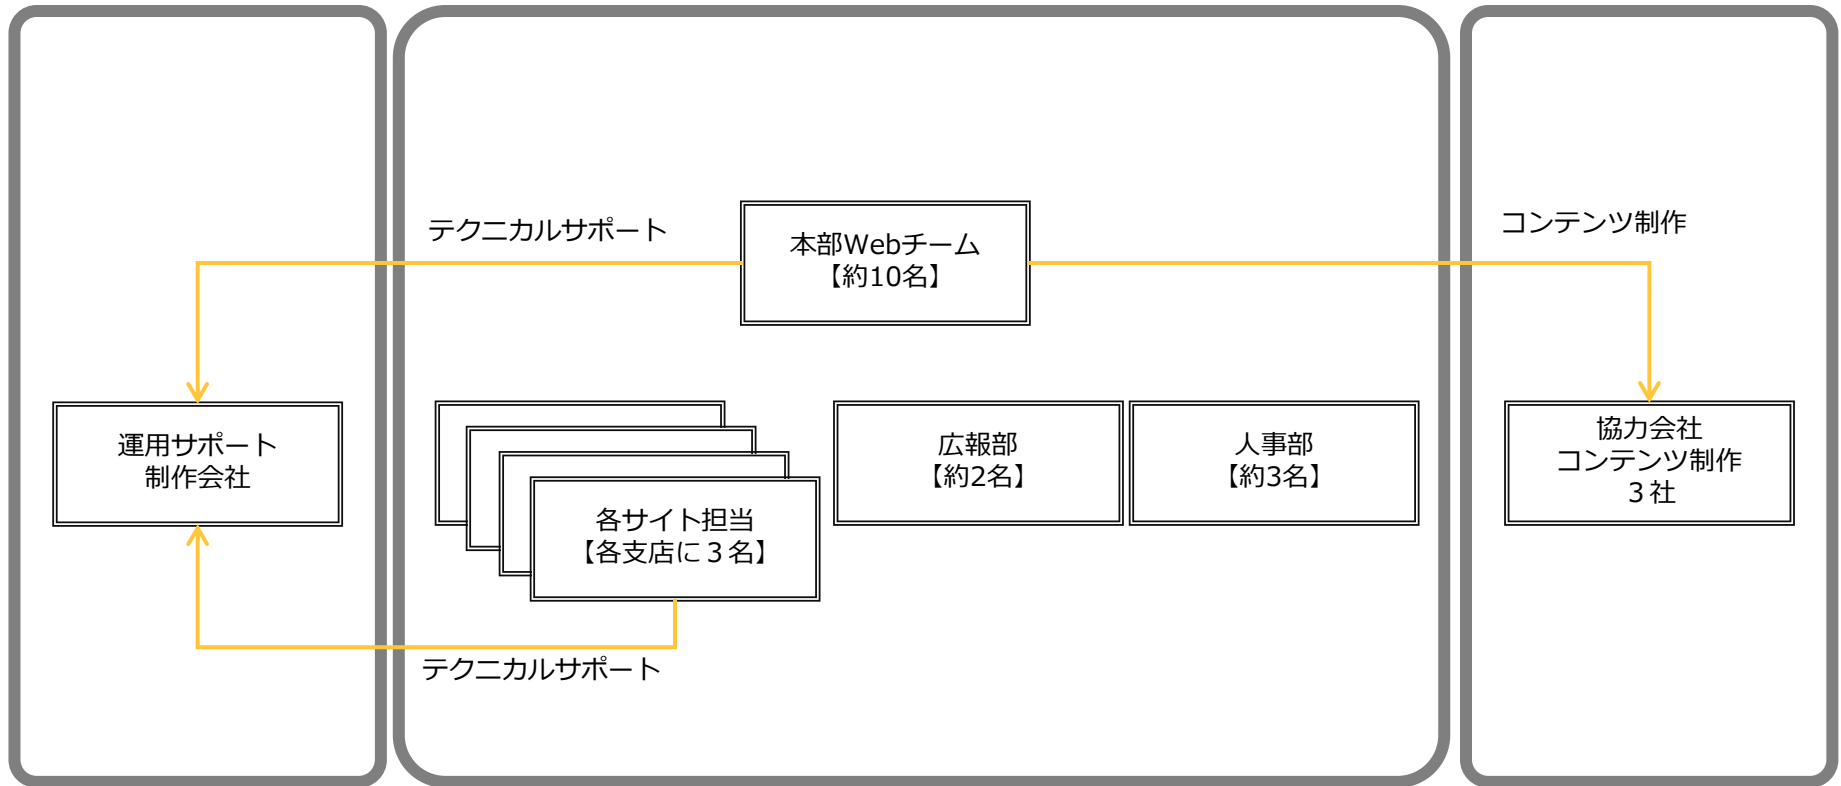 テクニカルサポート
本部Webチーム
【約10名】
コンテンツ制作
運用サポート
制作会社
各サイト担当
【各支店に３名】
広報部
【約2名】
人事部
【約3名】
協力会社
コンテンツ制作
３社
テクニカルサポート